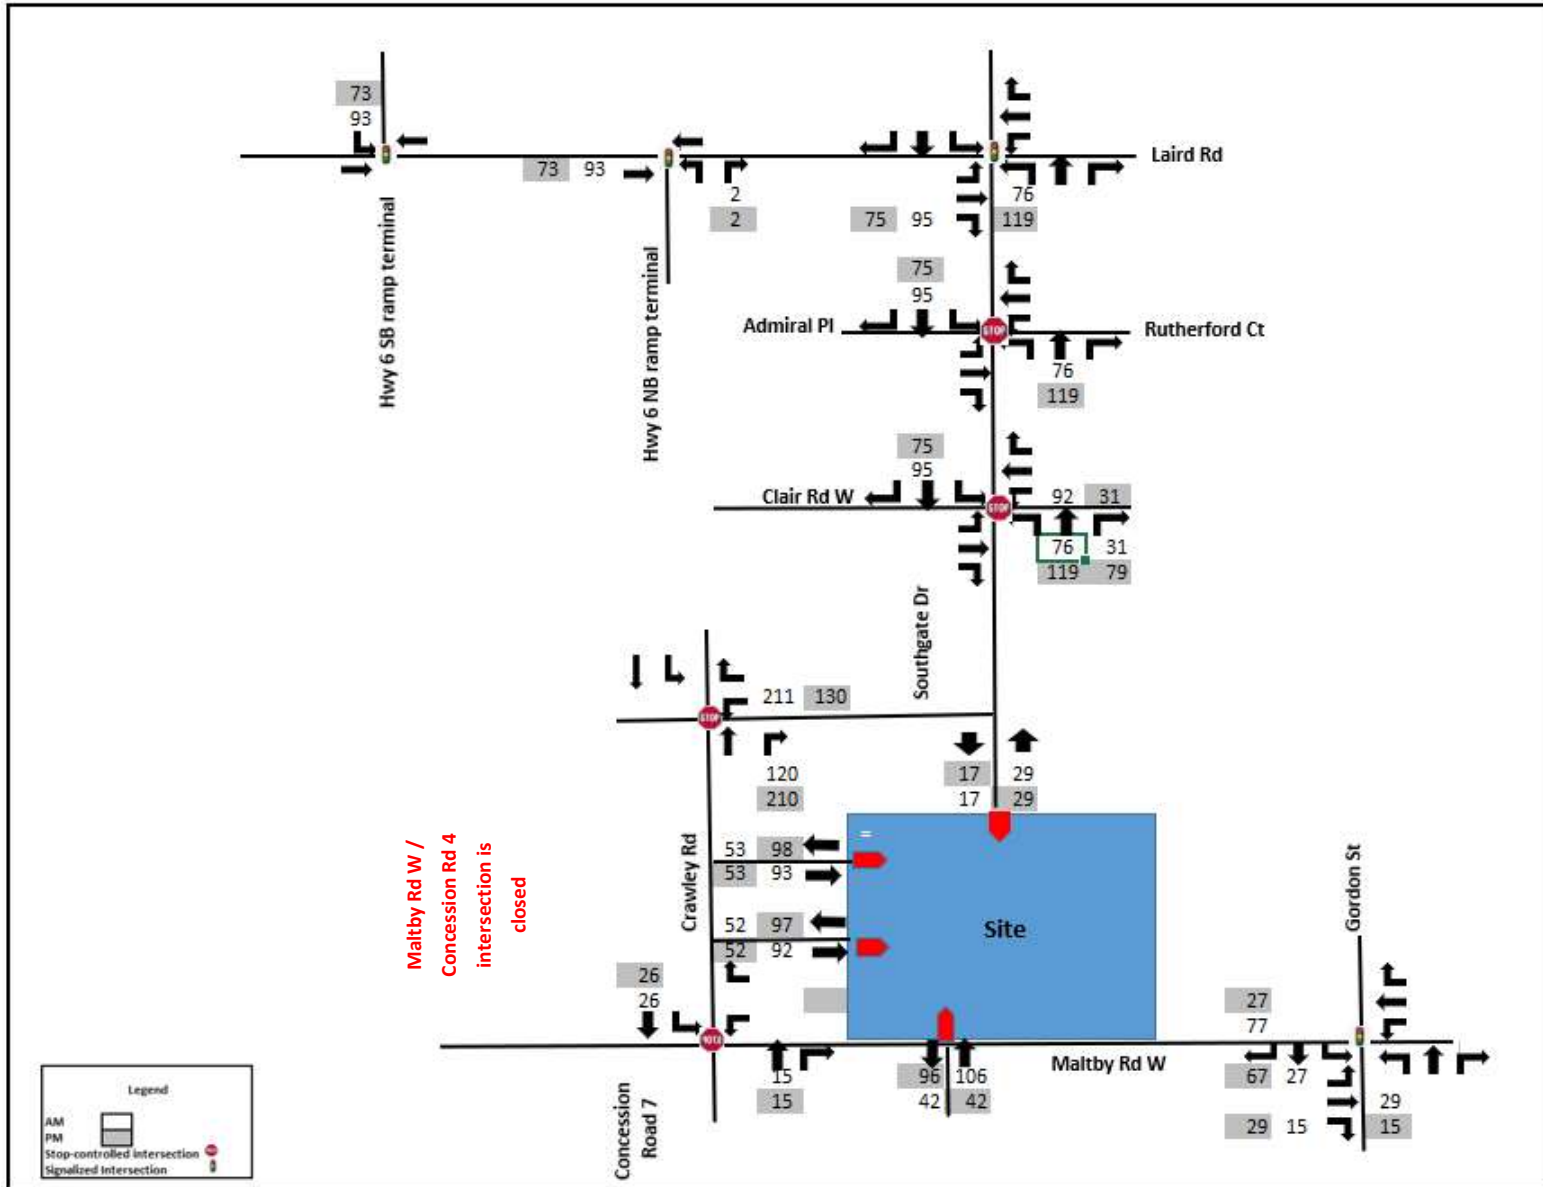 73
93
Laird Rd
73 93
2
2
76
75 95
119
Hwy 6 SB ramp terminal
Hwy 6 NB ramp terminal
75
95
Admiral Pl
STOP
Rutherford Ct
76
119
75
95
Clair Rd W
STOP
92 31
76 31
119 79
Southgate Dr
211 130
STOP
120
210
17 29
17 29
=
53 98
53 93
Crawley Rd
Maltby Rd W /
Concession Rd 4
intersection is
closed
52 97
52 92
Site
Gordon St
26
26
27
77
Maltby Rd W
15
15
96 106
42 42
67 27
29 15
29
15
Concession
Road 7
Legend
AM
PM
Stop-controlled intersection
Signalized Intersection